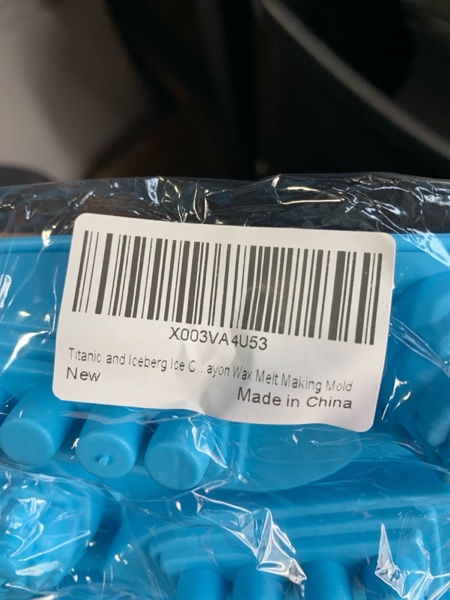 X003VA4U53
Titanic and Iceberg Ice C...ayon Wax Melt Making Mold
New
Made in China